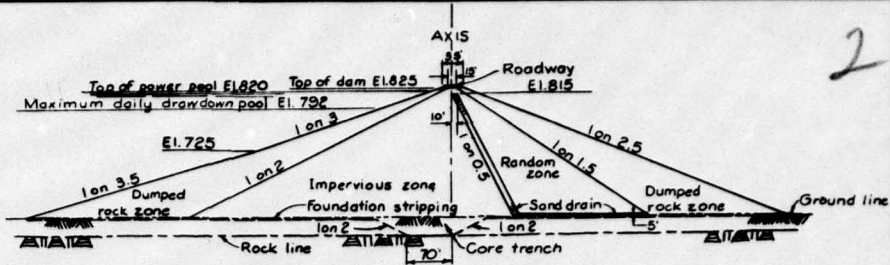 2
AXIS
35'
15'
Roadway
Top of power pool El.820
Top of dam El.825
El.815
Maximum daily drawdown pool El. 792
10'
1 on 3
1 on 2.5
El.725
1 on 0.5
1 on 1.5
1 on 3.5
1 on 2
Random zone
Dumped rock zone
Impervious zone
Sand drain
Dumped rock zone
Foundation stripping
Ground line
5'
1 on 2
1 on 2
Rock line
Core trench
70'